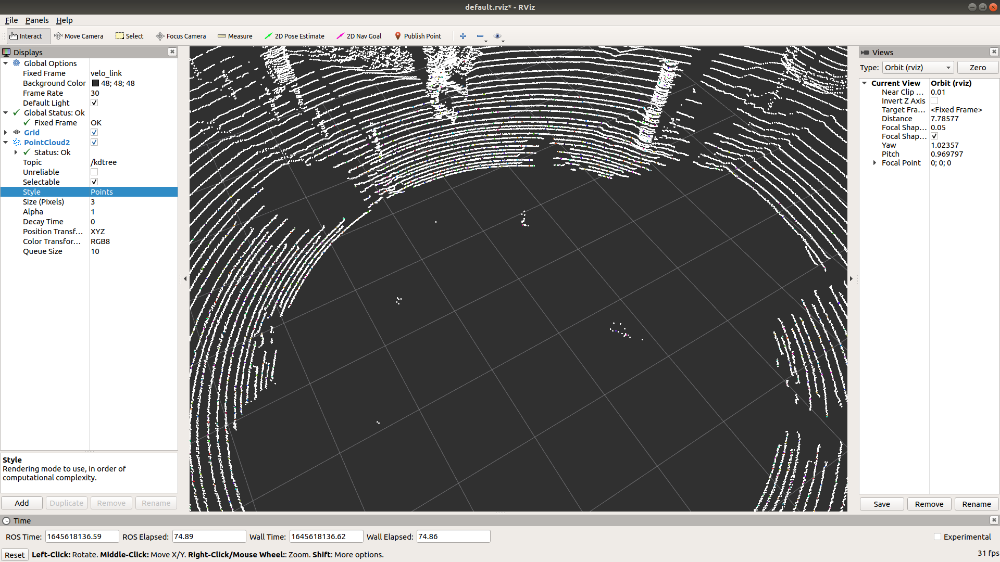 default.rviz* - RViz
File Panels Help
Interact Move Camera Select Focus Camera Measure 2D Pose Estimate 2D Nav Goal Publish Point
Displays
Global Options
Fixed Frame velo_link
Background Color 48; 48; 48
Frame Rate 30
Default Light
Global Status: Ok
Fixed Frame OK
Grid
PointCloud2
Status: Ok
Topic /kdtree
Unreliable
Selectable
Style Points
Size (Pixels) 3
Alpha 1
Decay Time 0
Position Transf... XYZ
Color Transfor... RGB8
Queue Size 10
Style
Rendering mode to use, in order of
computational complexity.
Add Duplicate Remove Rename
Views
Type: Orbit (rviz) Zero
Current View Orbit (rviz)
Near Clip ... 0.01
Invert Z Axis
Target Fra... <Fixed Frame>
Distance 7.78577
Focal Shap... 0.05
Focal Shap...
Yaw 1.02357
Pitch 0.969797
Focal Point 0; 0; 0
Save Remove Rename
Time
ROS Time: 1645618136.59 ROS Elapsed: 74.89 Wall Time: 1645618136.62 Wall Elapsed: 74.86 Experimental
Reset Left-Click: Rotate. Middle-Click: Move X/Y. Right-Click/Mouse Wheel:: Zoom. Shift: More options. 31 fps